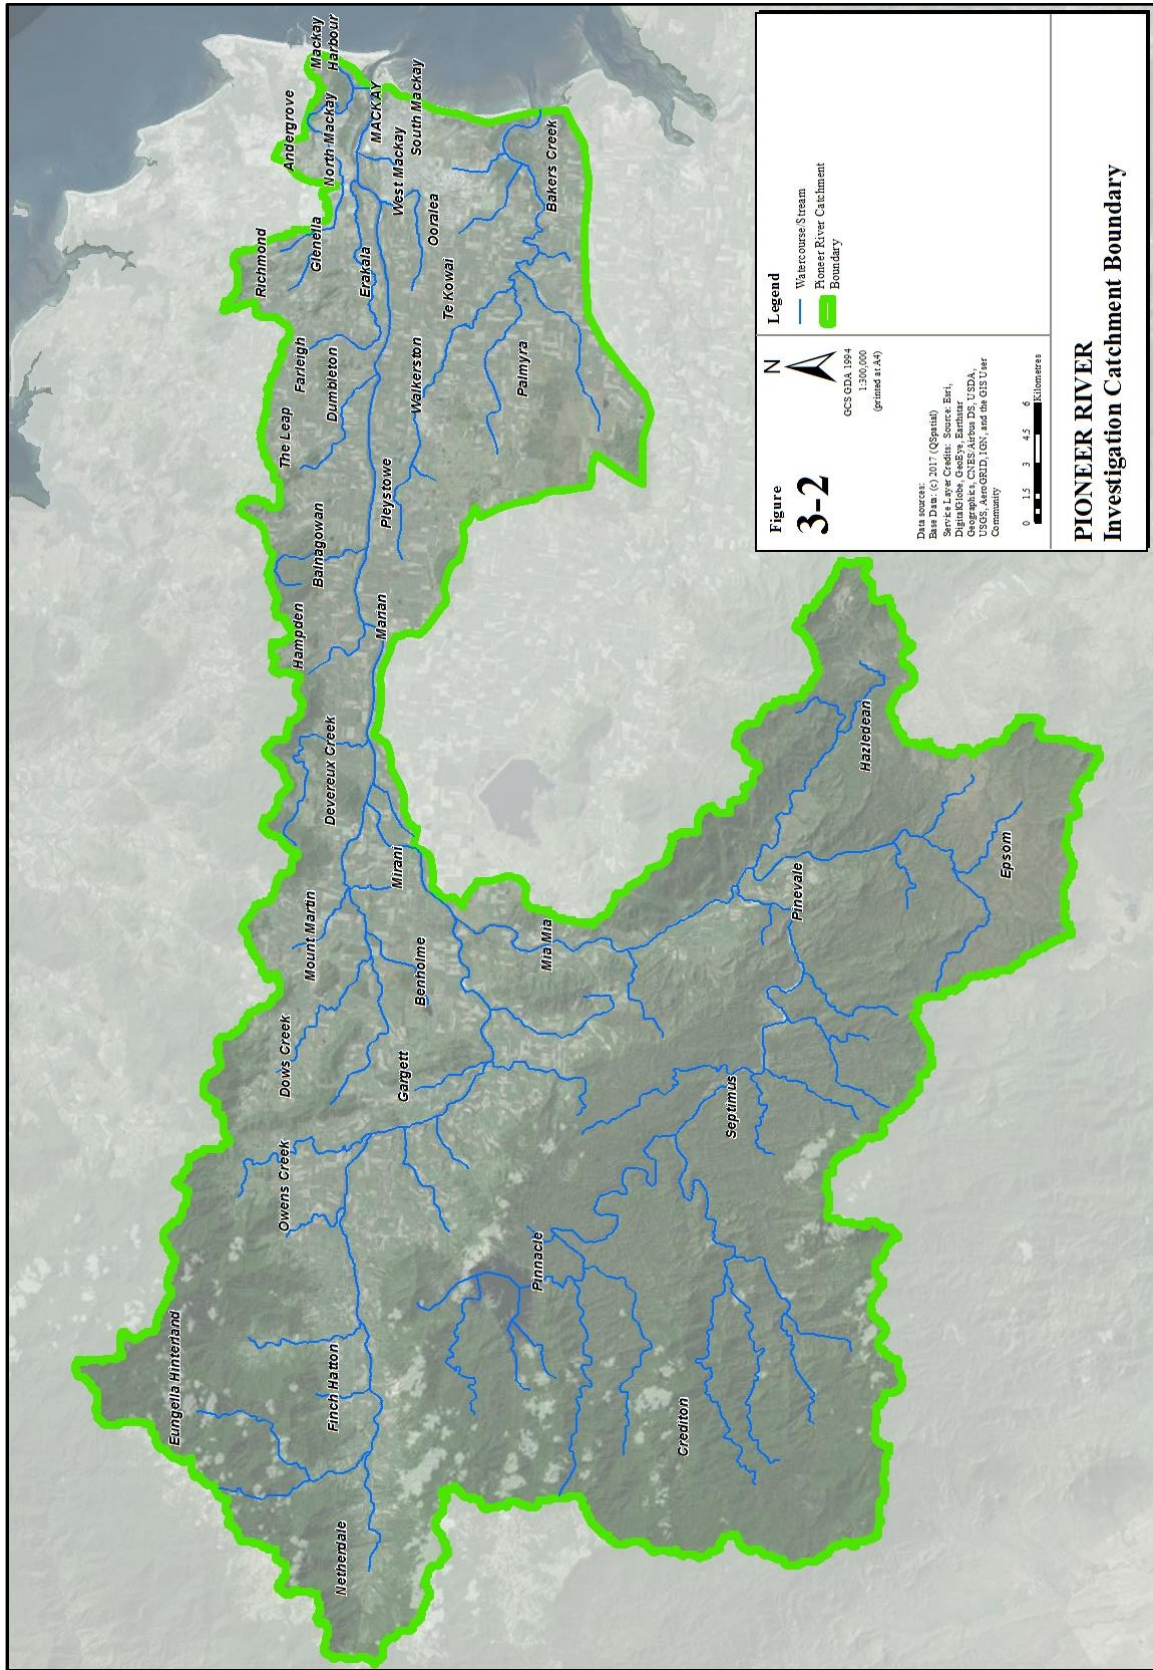 Mackay
Harbour
Andergrove
North Mackay
MACKAY
South Mackay
West Mackay
Richmond
Glenella
Erakala
Ooralea
Bakers Creek
Te Kowai
Farleigh
Dumbleton
The Leap
Walkerston
Palmyra
Pleystowe
Balnagowan
Hampden
Marian
Devereux Creek
Mirani
Mount Martin
Benholme
Mia Mia
Dows Creek
Gargett
Owens Creek
Hazledean
Pinevale
Epsom
Septimus
Pinnacle
Eungella Hinterland
Finch Hatton
Crediton
Netherdale
Figure
3-2
N
GCS GDA 1994
1:300,000
(printed at A4)
Data sources:
Base Data: (c) 2017 (QSpatial)
Service Layer Credits: Source: Esri,
DigitalGlobe, GeoEye, Earthstar
Geographics, CNES/Airbus DS, USDA,
USGS, AeroGRID, IGN, and the GIS User
Community
0 1.5 3 4.5 6
Kilometres
Legend
Watercourse/Stream
Pioneer River Catchment
Boundary
PIONEER RIVER
Investigation Catchment Boundary